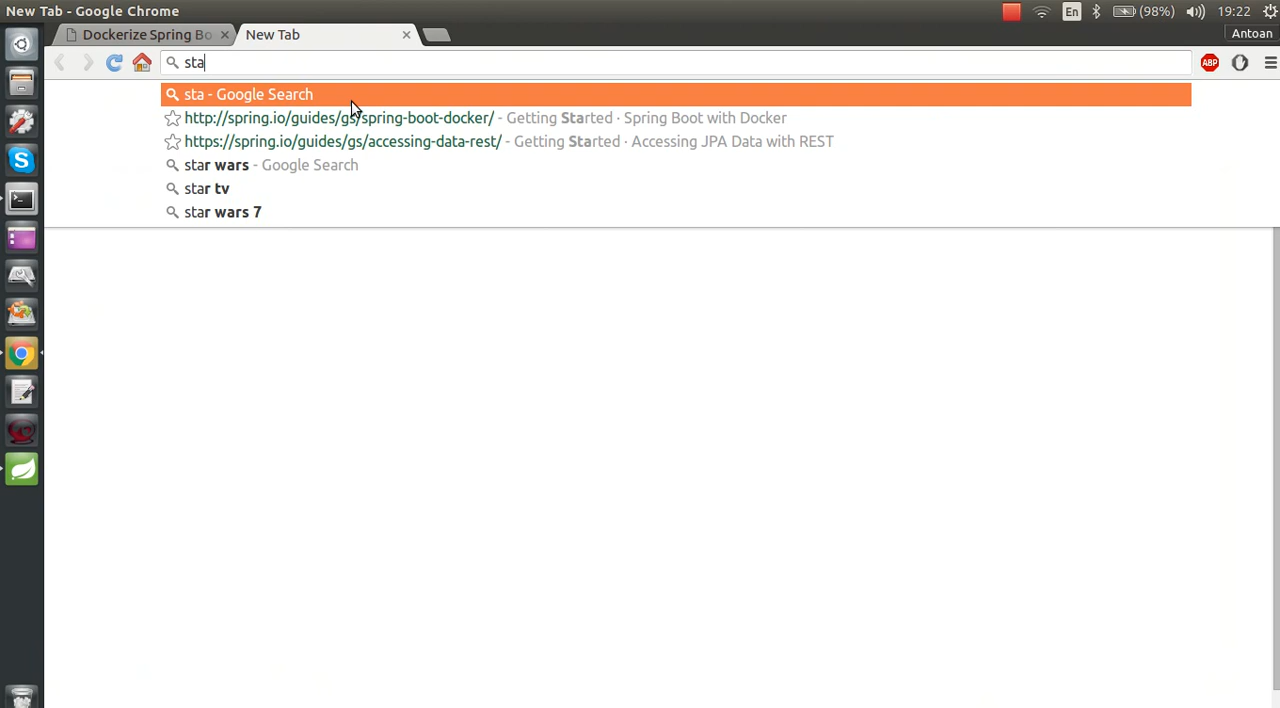 New Tab - Google Chrome
En
(98%)
19:22
Dockerize Spring Bo
New Tab
Antoan
sta
ABP
sta - Google Search
http://spring.io/guides/gs/spring-boot-docker/ - Getting Started · Spring Boot with Docker
https://spring.io/guides/gs/accessing-data-rest/ - Getting Started · Accessing JPA Data with REST
star wars - Google Search
star tv
star wars 7